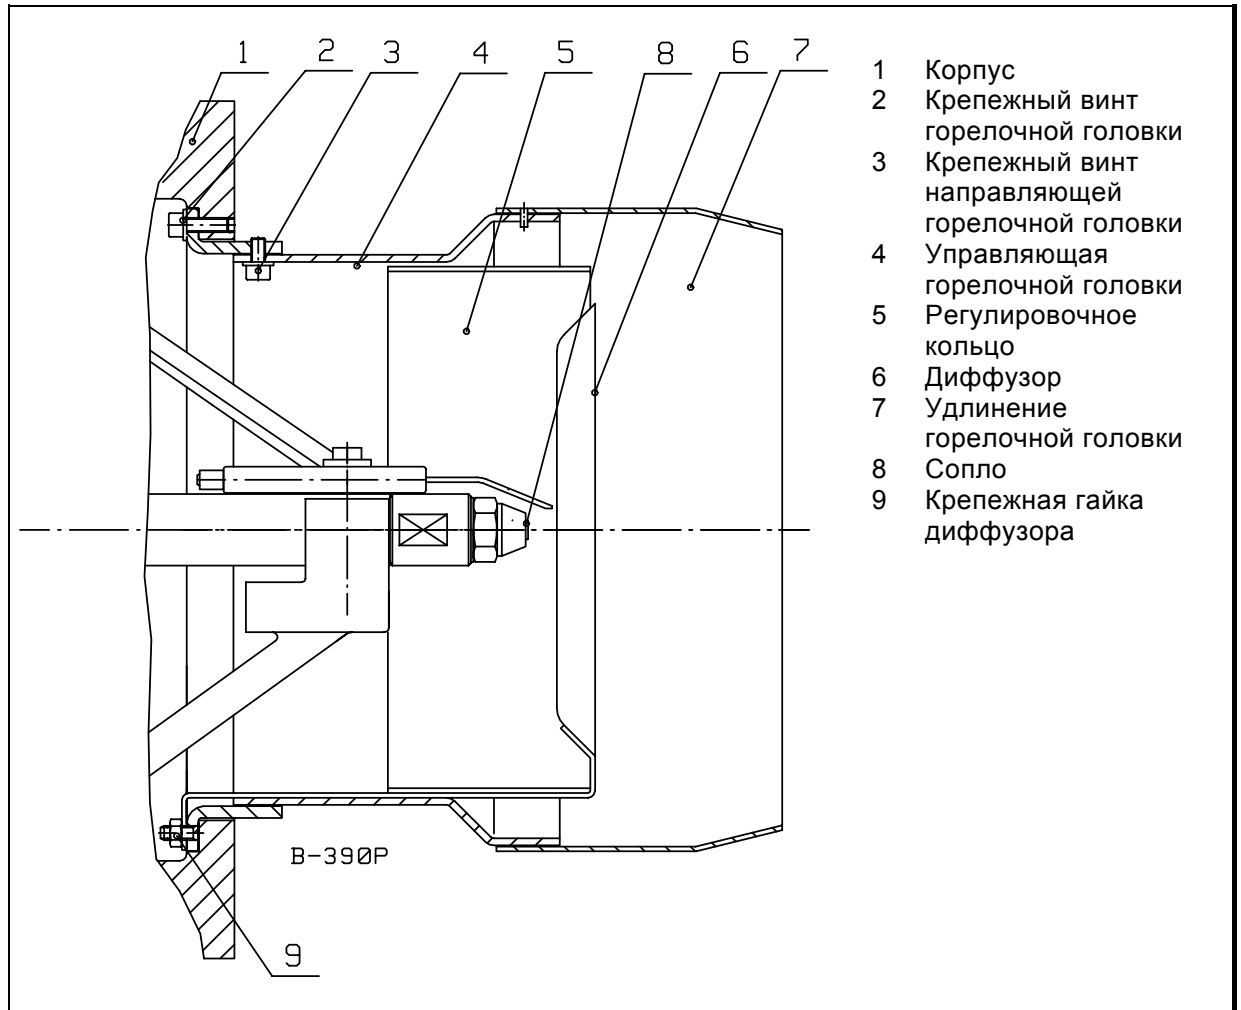 1 2 3 4 5 8 6 7
1 Корпус
2 Крепежный винт
горелочной головки
3 Крепежный винт
направляющей
горелочной головки
4 Управляющая
горелочной головки
5 Регулировочное
кольцо
6 Диффузор
7 Удлинение
горелочной головки
8 Сопло
9 Крепежная гайка
диффузора
B-390P
9